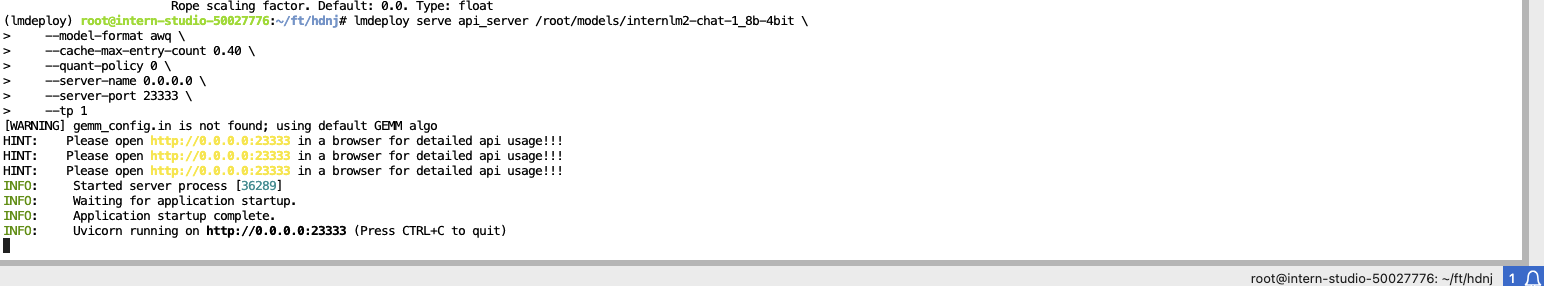 Rope scaling factor. Default: 0.0. Type: float
(lmdeploy) root@intern-studio-50027776:~/ft/hdnj# lmdeploy serve api_server /root/models/internlm2-chat-1_8b-4bit \
>     --model-format awq \
>     --cache-max-entry-count 0.40 \
>     --quant-policy 0 \
>     --server-name 0.0.0.0 \
>     --server-port 23333 \
>     --tp 1
[WARNING] gemm_config.in is not found; using default GEMM algo
HINT:    Please open http://0.0.0.0:23333 in a browser for detailed api usage!!!
HINT:    Please open http://0.0.0.0:23333 in a browser for detailed api usage!!!
HINT:    Please open http://0.0.0.0:23333 in a browser for detailed api usage!!!
INFO:     Started server process [36289]
INFO:     Waiting for application startup.
INFO:     Application startup complete.
INFO:     Uvicorn running on http://0.0.0.0:23333 (Press CTRL+C to quit)
root@intern-studio-50027776: ~/ft/hdnj 1